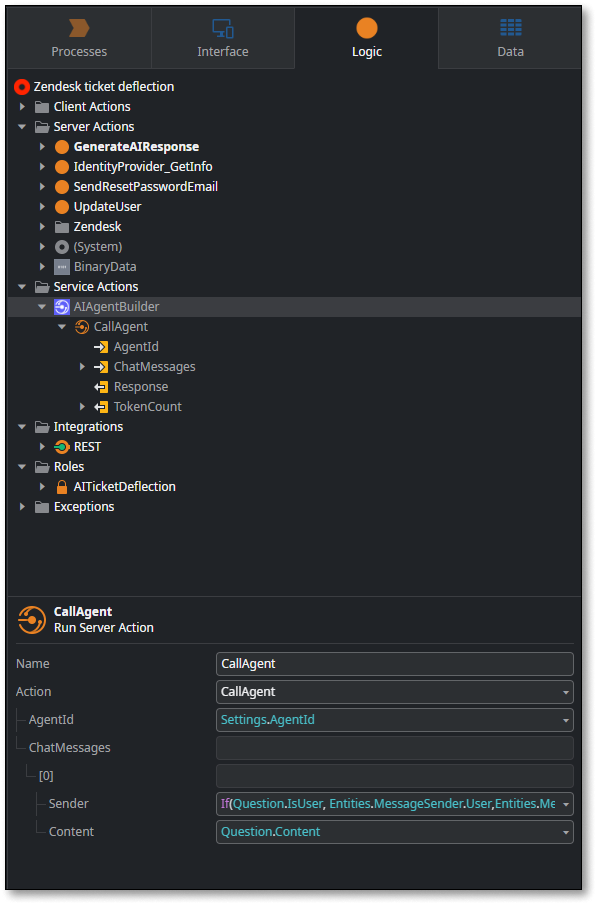 Processes
Interface
Logic
Data
Zendesk ticket deflection
Client Actions
Server Actions
GenerateAIResponse
IdentityProvider_GetInfo
SendResetPasswordEmail
UpdateUser
Zendesk
(System)
BinaryData
Service Actions
AIAgentBuilder
CallAgent
AgentId
ChatMessages
Response
TokenCount
Integrations
REST
Roles
AITicketDeflection
Exceptions
CallAgent
Run Server Action
Name CallAgent
Action CallAgent
AgentId Settings.AgentId
ChatMessages
[0]
Sender If(Question.IsUser, Entities.MessageSender.User,Entities.Me
Content Question.Content